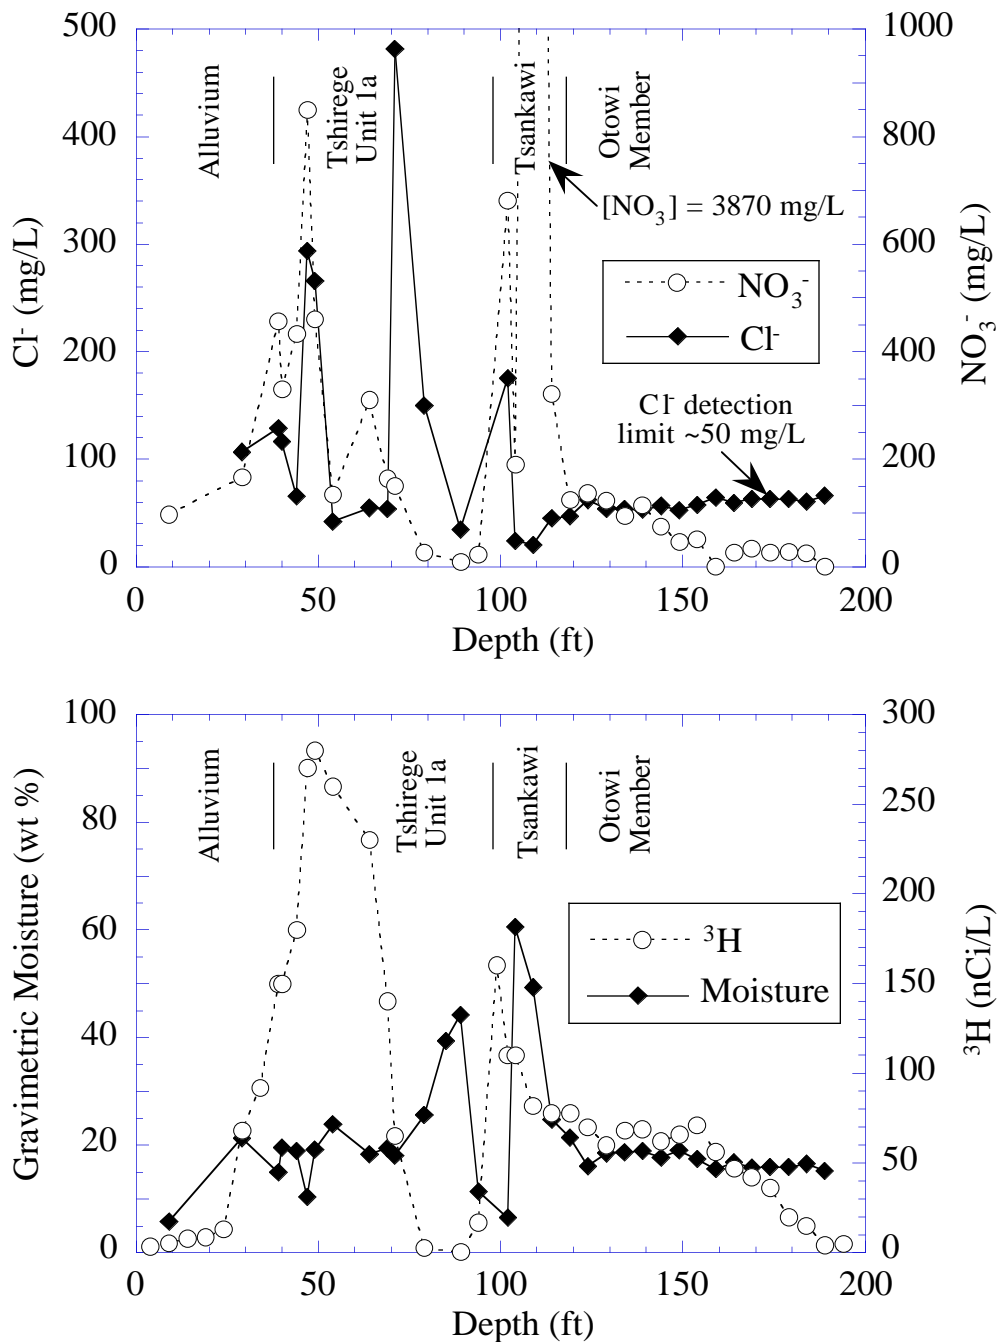 500
400
300
200
100
0
Cl⁻ (mg/L)
1000
800
600
400
200
0
NO₃⁻ (mg/L)
Alluvium
Tshirege
Unit 1a
Tsankawi
Otowi
Member
[NO₃] = 3870 mg/L
NO₃⁻
Cl⁻
Cl⁻ detection
limit ~50 mg/L
0 50 100 150 200
Depth (ft)
100
80
60
40
20
0
Gravimetric Moisture (wt %)
300
250
200
150
100
50
0
³H (nCi/L)
Alluvium
Tshirege
Unit 1a
Tsankawi
Otowi
Member
³H
Moisture
0 50 100 150 200
Depth (ft)